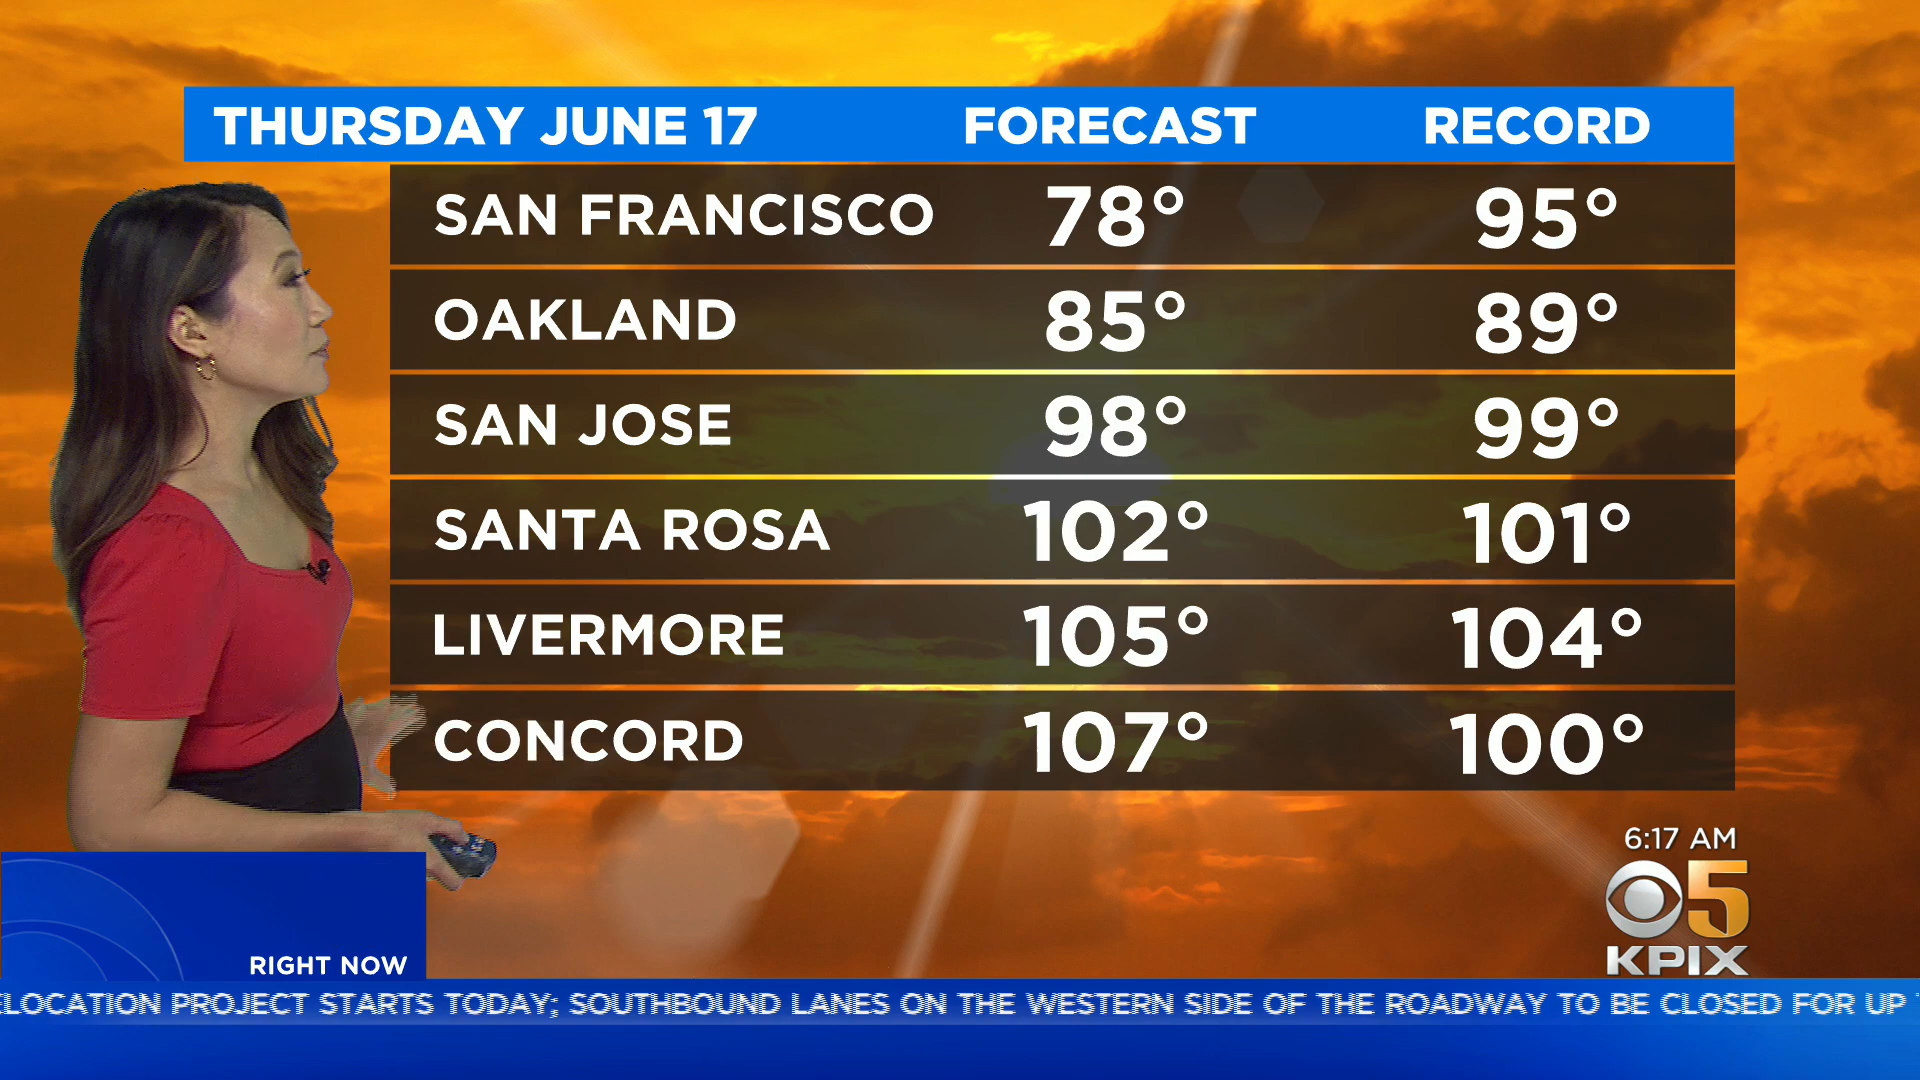 THURSDAY JUNE 17 FORECAST RECORD
SAN FRANCISCO 78° 95°
OAKLAND 85° 89°
SAN JOSE 98° 99°
SANTA ROSA 102° 101°
LIVERMORE 105° 104°
CONCORD 107° 100°
6:17 AM
5
KPIX
RIGHT NOW
ELOCATION PROJECT STARTS TODAY; SOUTHBOUND LANES ON THE WESTERN SIDE OF THE ROADWAY TO BE CLOSED FOR UP